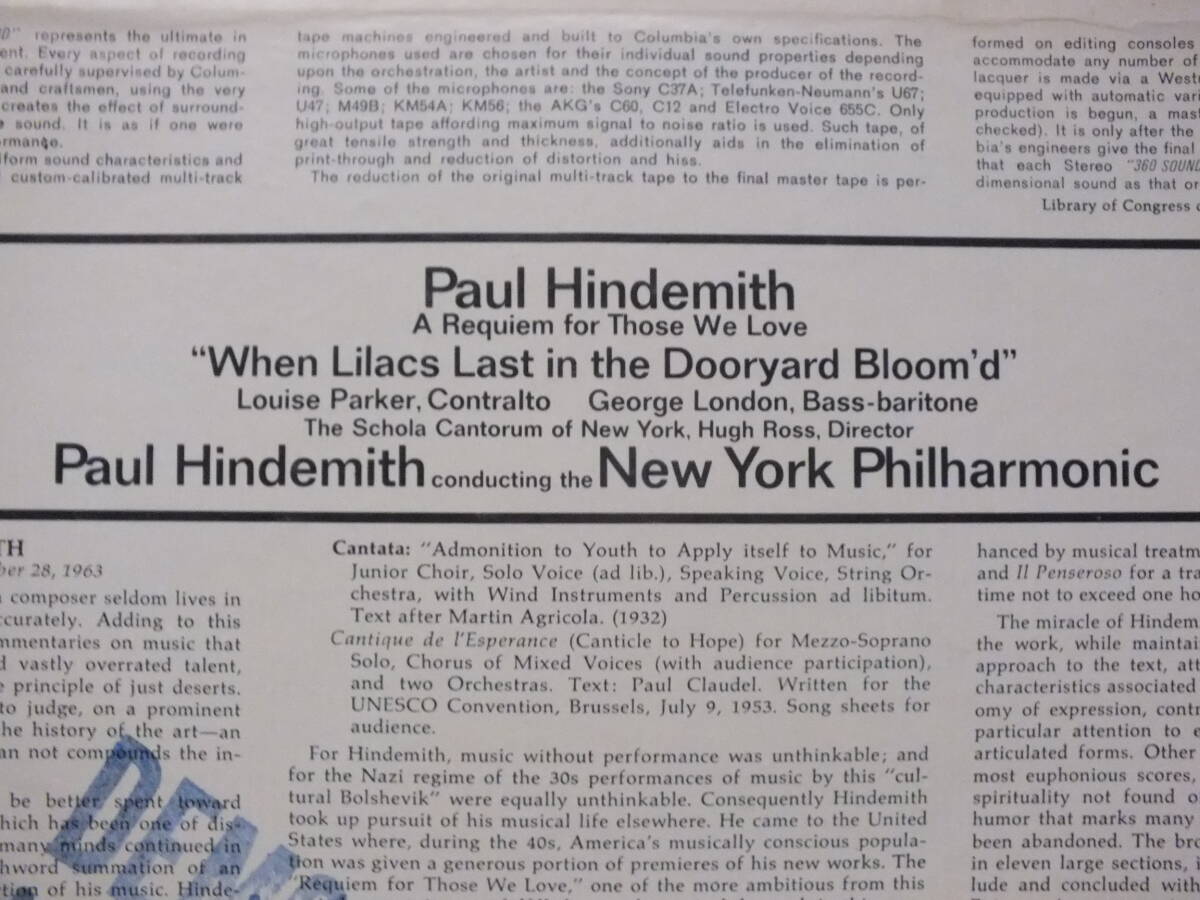 represents the ultimate in
ent. Every aspect of recording
carefully supervised by Colum-
and craftsmen, using the very
creates the effect of surround-
sound. It is as if one were
rmance.
iform sound characteristics and
custom-calibrated multi-track
tape machines engineered and built to Columbia's own specifications. The
microphones used are chosen for their individual sound properties depending
upon the orchestration, the artist and the concept of the producer of the record-
ing. Some of the microphones are: the Sony C37A; Telefunken-Neumann's U67;
U47; M49B; KM54A; KM56; the AKG's C60, C12 and Electro Voice 655C. Only
high-output tape affording maximum signal to noise ratio is used. Such tape, of
great tensile strength and thickness, additionally aids in the elimination of
print-through and reduction of distortion and hiss.
The reduction of the original multi-track tape to the final master tape is per-
formed on editing consoles
accommodate any number of
lacquer is made via a West
equipped with automatic vari
production is begun, a mas
checked). It is only after the
bia's engineers give the final
that each Stereo "360 SOUND
dimensional sound as that or
Library of Congress
Paul Hindemith
A Requiem for Those We Love
"When Lilacs Last in the Dooryard Bloom'd"
Louise Parker, Contralto George London, Bass-baritone
The Schola Cantorum of New York, Hugh Ross, Director
Paul Hindemith conducting the New York Philharmonic
TH
ber 28, 1963
composer seldom lives in
ccurately. Adding to this
mmentaries on music that
d vastly overrated talent,
e principle of just deserts.
to judge, on a prominent
he history of the art—an
an not compounds the in-
be better spent toward
which has been one of dis-
many minds continued in
hword summation of an
tion of his music. Hinde-
DEM
Cantata: "Admonition to Youth to Apply itself to Music," for
Junior Choir, Solo Voice (ad lib.), Speaking Voice, String Or-
chestra, with Wind Instruments and Percussion ad libitum.
Text after Martin Agricola. (1932)
Cantique de l'Esperance (Canticle to Hope) for Mezzo-Soprano
Solo, Chorus of Mixed Voices (with audience participation),
and two Orchestras. Text: Paul Claudel. Written for the
UNESCO Convention, Brussels, July 9, 1953. Song sheets for
audience.
For Hindemith, music without performance was unthinkable; and
for the Nazi regime of the 30s performances of music by this "cul-
tural Bolshevik" were equally unthinkable. Consequently Hindemith
took up pursuit of his musical life elsewhere. He came to the United
States where, during the 40s, America's musically conscious popula-
tion was given a generous portion of premieres of his new works. The
"Requiem for Those We Love," one of the more ambitious from this
hanced by musical treatm
and Il Penseroso for a tra
time not to exceed one ho
The miracle of Hindem
the work, while maintai
approach to the text, att
characteristics associated
omy of expression, contr
particular attention to e
articulated forms. Other
most euphonious scores,
spirituality not found o
humor that marks many
been abandoned. The bro
in eleven large sections, i
lude and concluded with